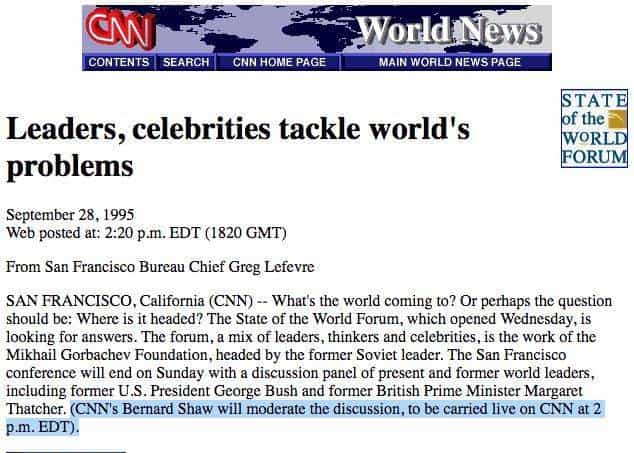 CNN World News
CONTENTS SEARCH CNN HOME PAGE MAIN WORLD NEWS PAGE
STATE
of the
WORLD
FORUM
Leaders, celebrities tackle world's
problems
September 28, 1995
Web posted at: 2:20 p.m. EDT (1820 GMT)
From San Francisco Bureau Chief Greg Lefevre
SAN FRANCISCO, California (CNN) -- What's the world coming to? Or perhaps the question
should be: Where is it headed? The State of the World Forum, which opened Wednesday, is
looking for answers. The forum, a mix of leaders, thinkers and celebrities, is the work of the
Mikhail Gorbachev Foundation, headed by the former Soviet leader. The San Francisco
conference will end on Sunday with a discussion panel of present and former world leaders,
including former U.S. President George Bush and former British Prime Minister Margaret
Thatcher. (CNN's Bernard Shaw will moderate the discussion, to be carried live on CNN at 2
p.m. EDT).